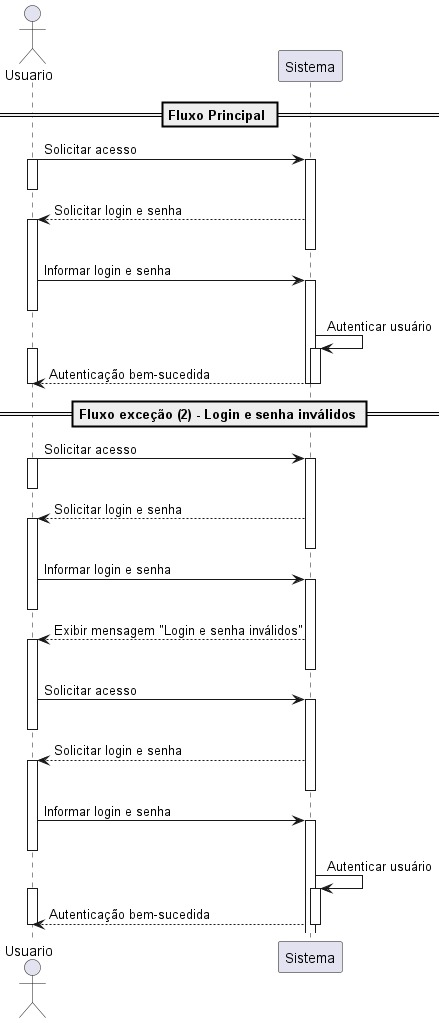 Usuario
Sistema
Fluxo Principal
Solicitar acesso
Solicitar login e senha
Informar login e senha
Autenticar usuário
Autenticação bem-sucedida
Fluxo exceção (2) - Login e senha inválidos
Solicitar acesso
Solicitar login e senha
Informar login e senha
Exibir mensagem "Login e senha inválidos"
Solicitar acesso
Solicitar login e senha
Informar login e senha
Autenticar usuário
Autenticação bem-sucedida
Usuario
Sistema